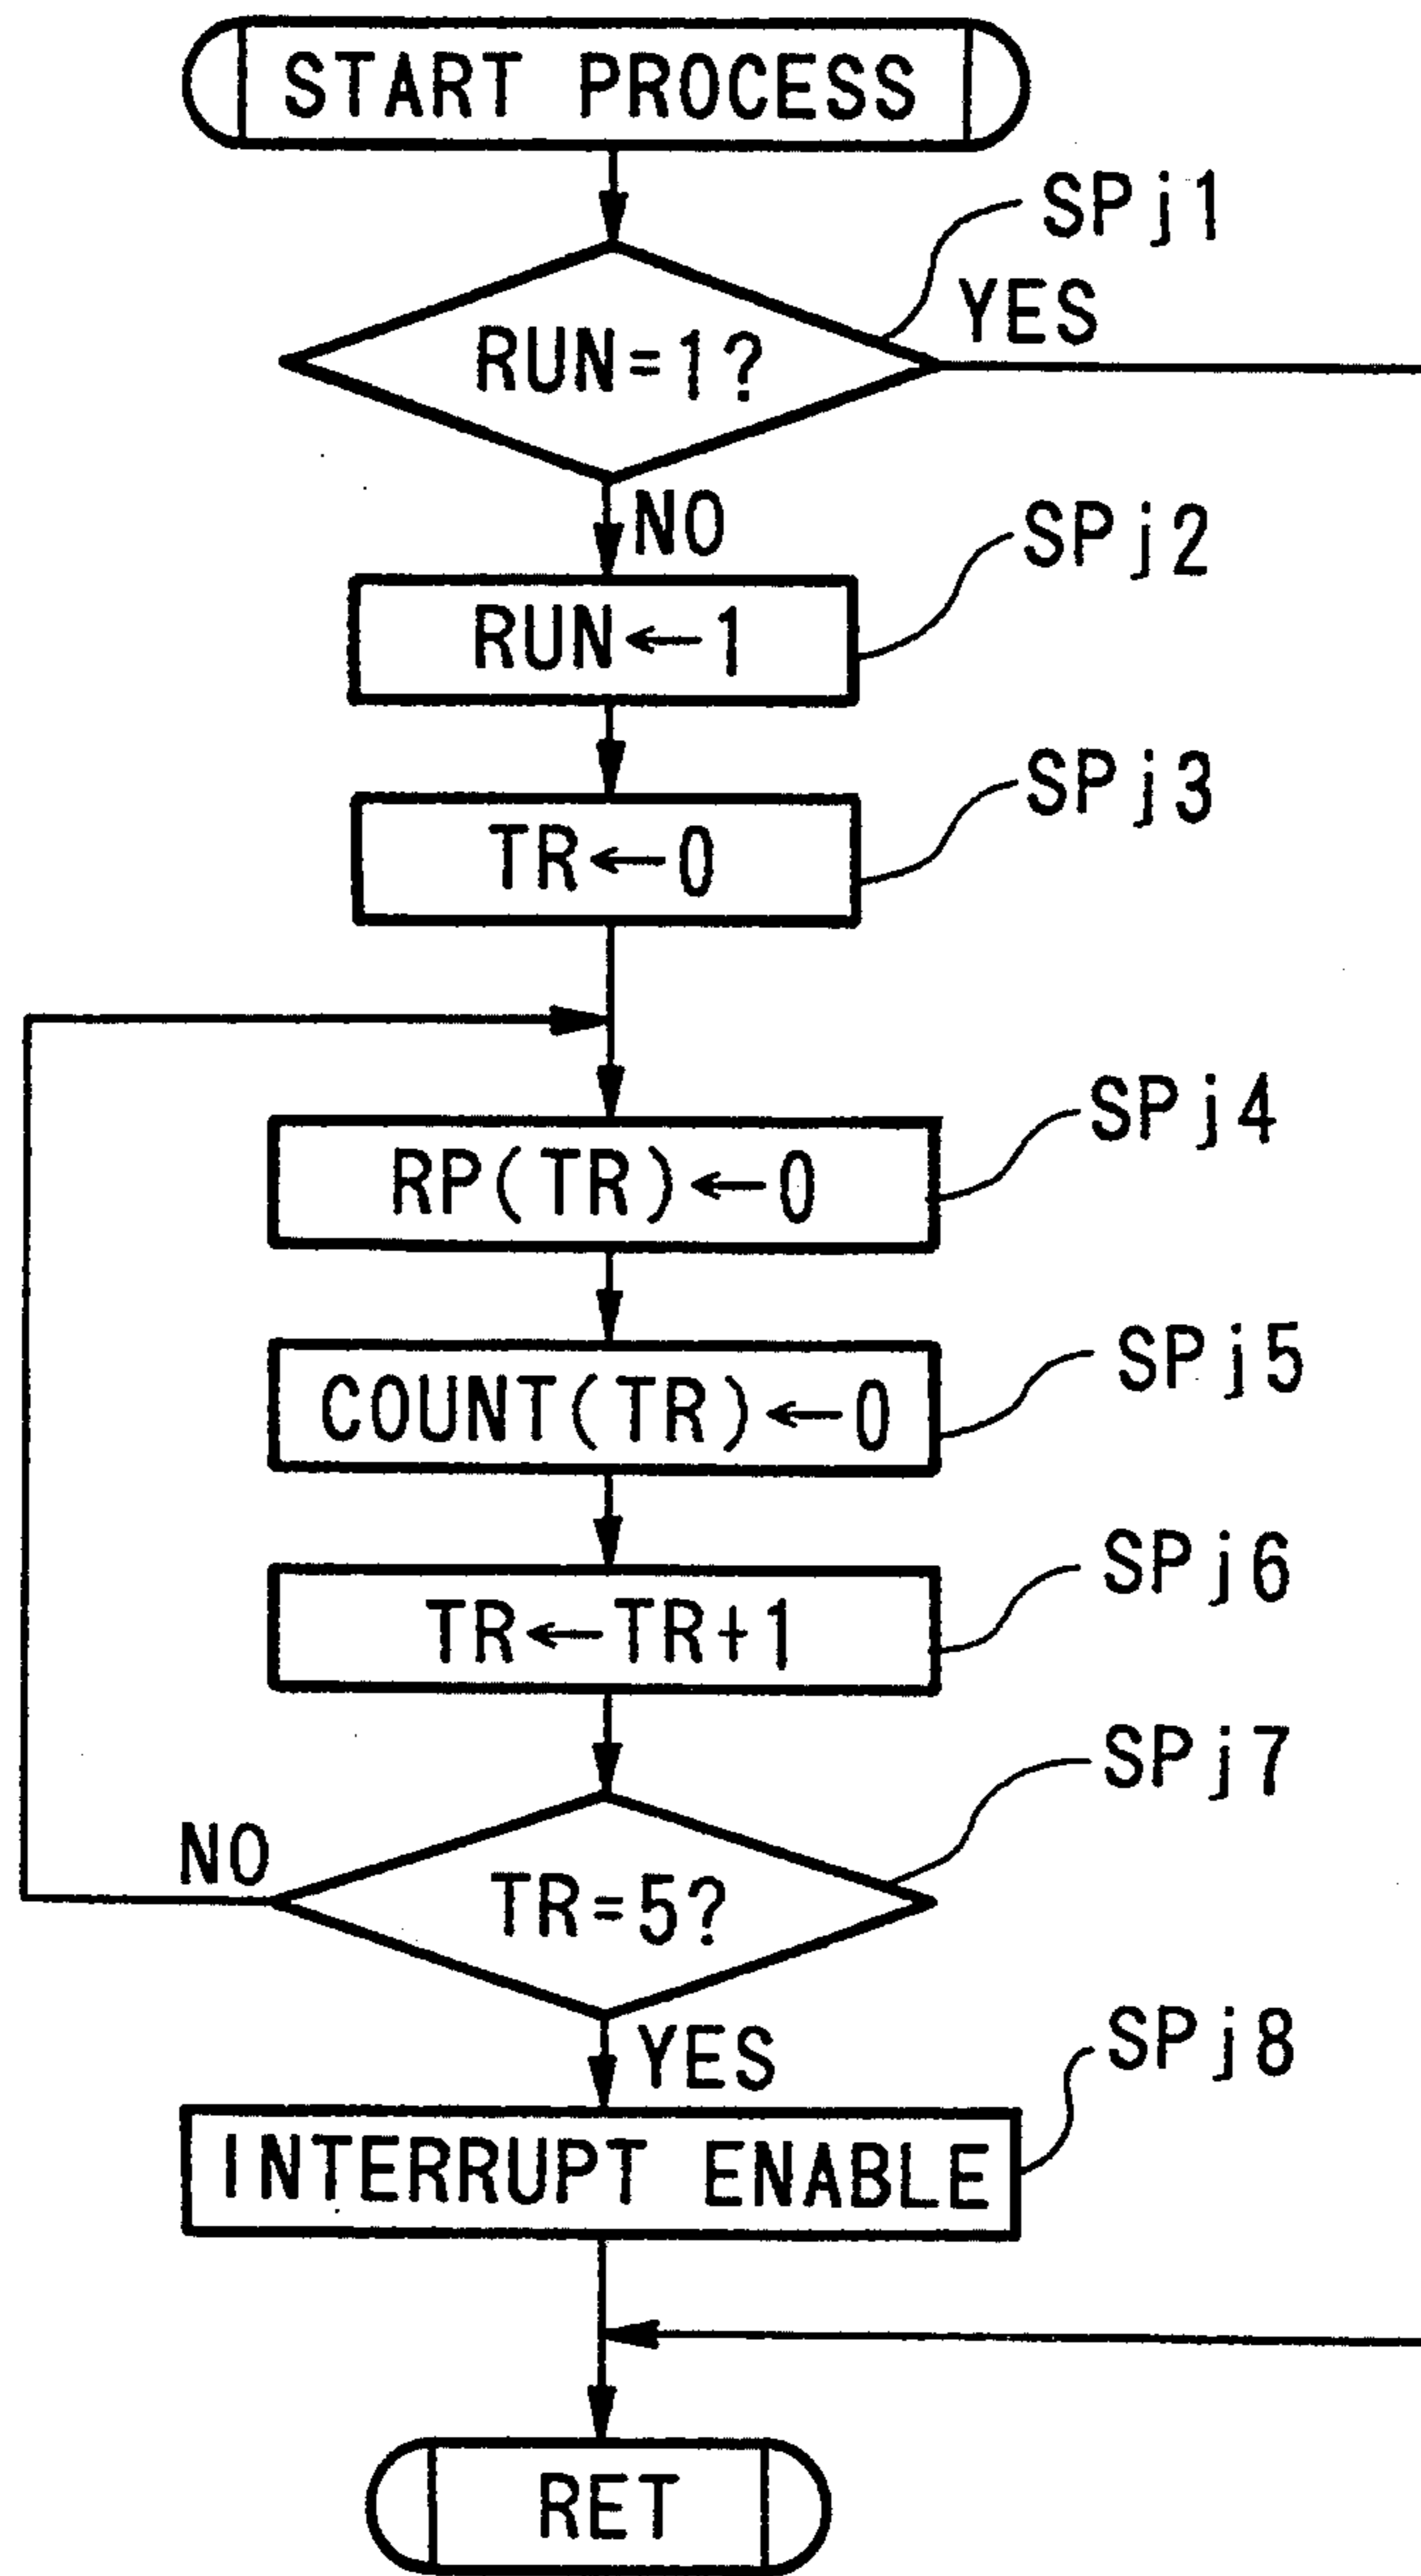 START PROCESS
SPj1
YES
RUN=1?
NO
SPj2
RUN←1
SPj3
TR←0
SPj4
RP(TR)←0
SPj5
COUNT(TR)←0
SPj6
TR←TR+1
SPj7
NO
TR=5?
YES
SPj8
INTERRUPT ENABLE
RET